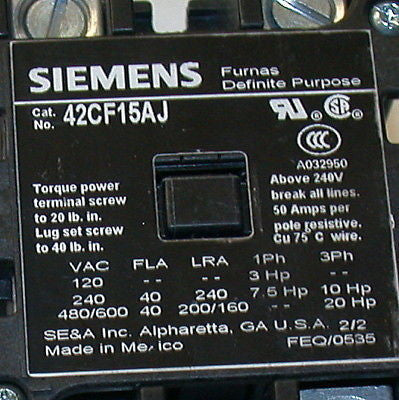 SIEMENS Furnas
Definite Purpose
Cat. No. 42CF15AJ
A032950
Torque power
terminal screw
to 20 lb. in.
Lug set screw
to 40 lb. in.
Above 240V
break all lines.
50 Amps per
pole resistive.
Cu 75°C wire.
VAC FLA LRA 1Ph 3Ph
120 -- -- 3 Hp
240 40 240 7.5 Hp 10 Hp
480/600 40 200/160 -- 20 Hp
SE&A Inc. Alpharetta, GA U.S.A. 2/2
Made in Mexico FEQ/0535